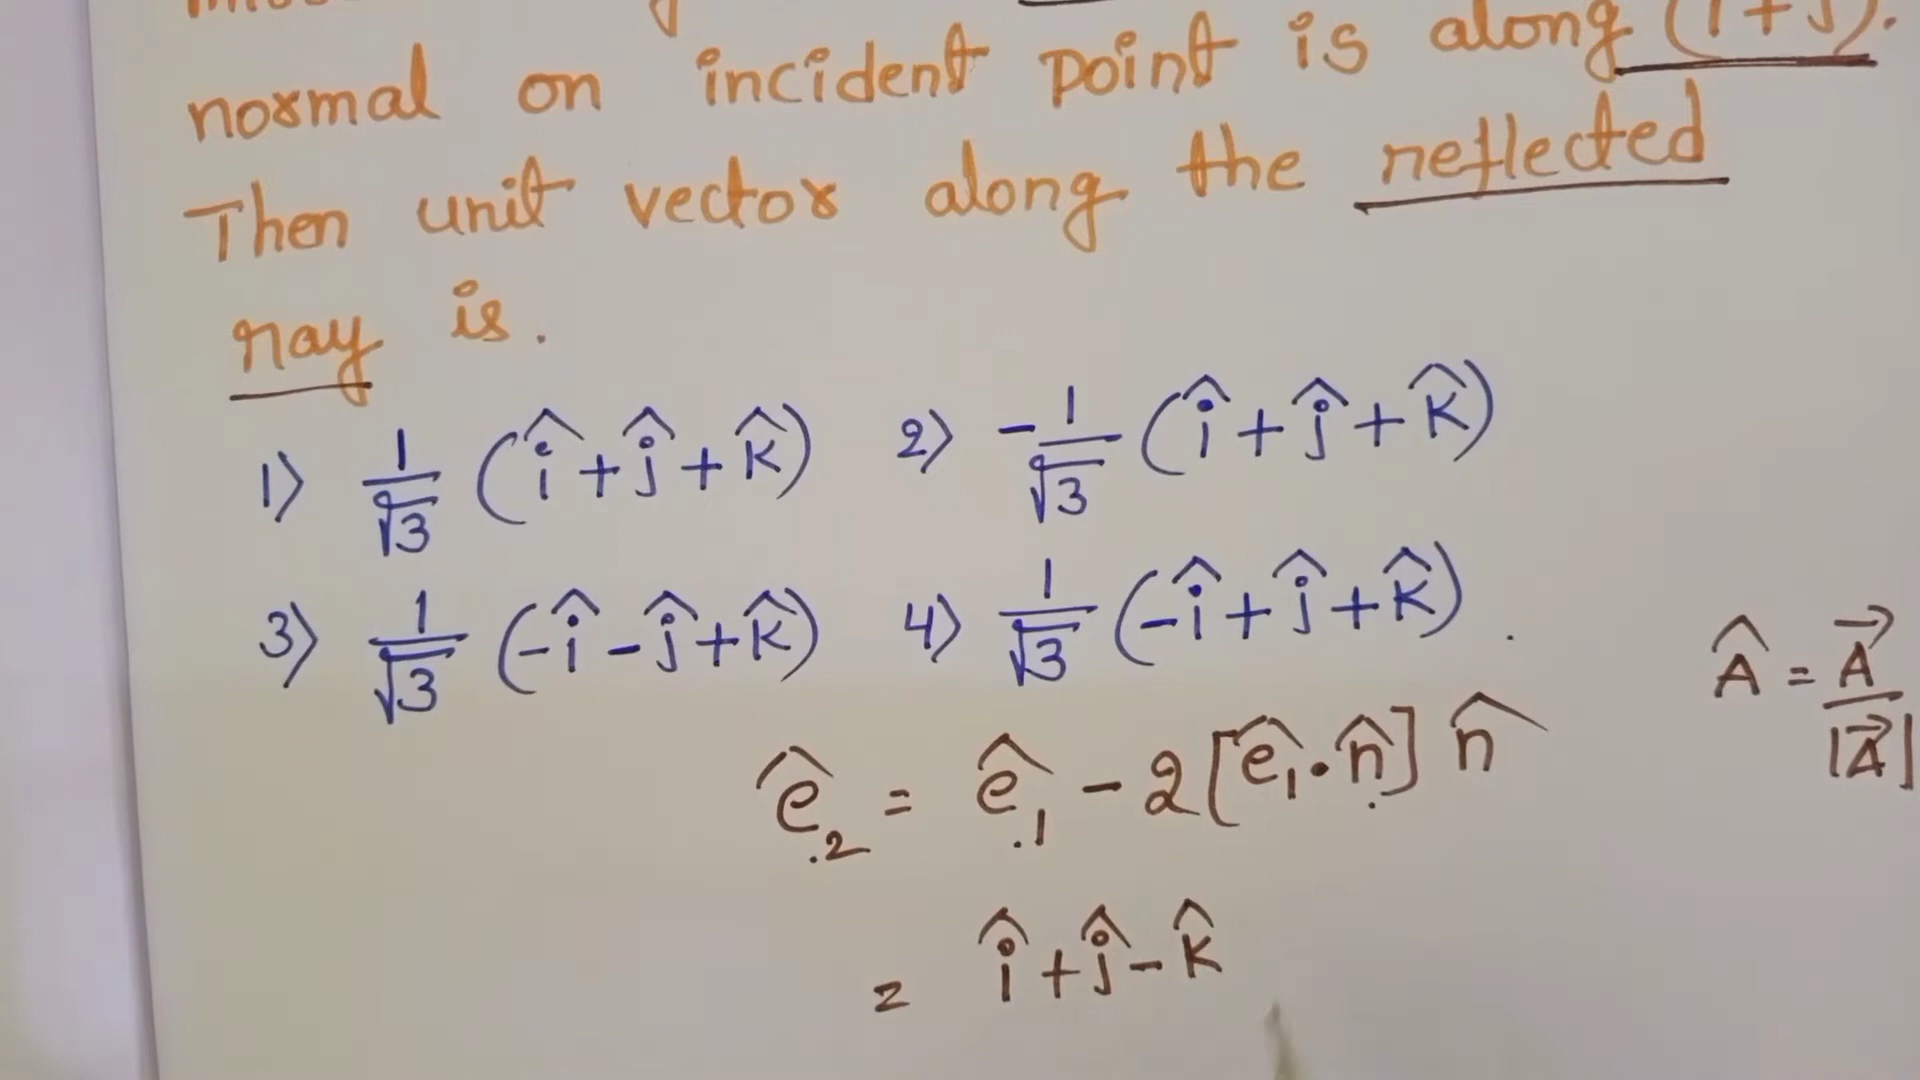 normal on incident point is along (i+j).
Then unit vector along the reflected
ray is.
1) 1/√3 (î+ĵ+k̂) 2) -1/√3 (î+ĵ+k̂)
3) 1/√3 (-î-ĵ+k̂) 4) 1/√3 (-î+ĵ+k̂).
Â = A⃗/|A⃗|
ê₂ = ê₁ - 2[ê₁·n̂] n̂
= î+ĵ-k̂